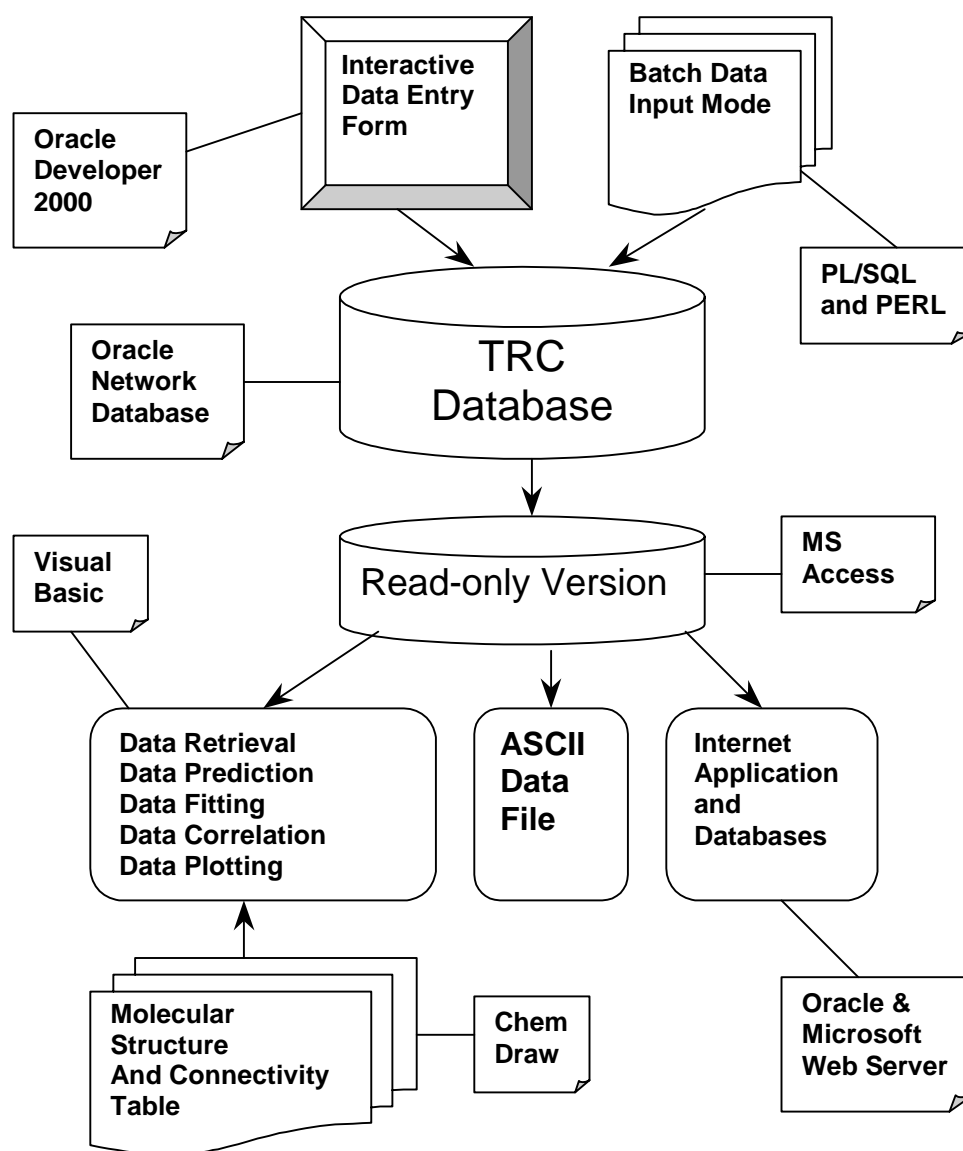 Interactive
Data Entry
Form
Batch Data
Input Mode
Oracle
Developer
2000
PL/SQL
and PERL
TRC
Database
Oracle
Network
Database
Read-only Version
MS
Access
Visual
Basic
Data Retrieval
Data Prediction
Data Fitting
Data Correlation
Data Plotting
ASCII
Data
File
Internet
Application
and
Databases
Molecular
Structure
And Connectivity
Table
Chem
Draw
Oracle &
Microsoft
Web Server